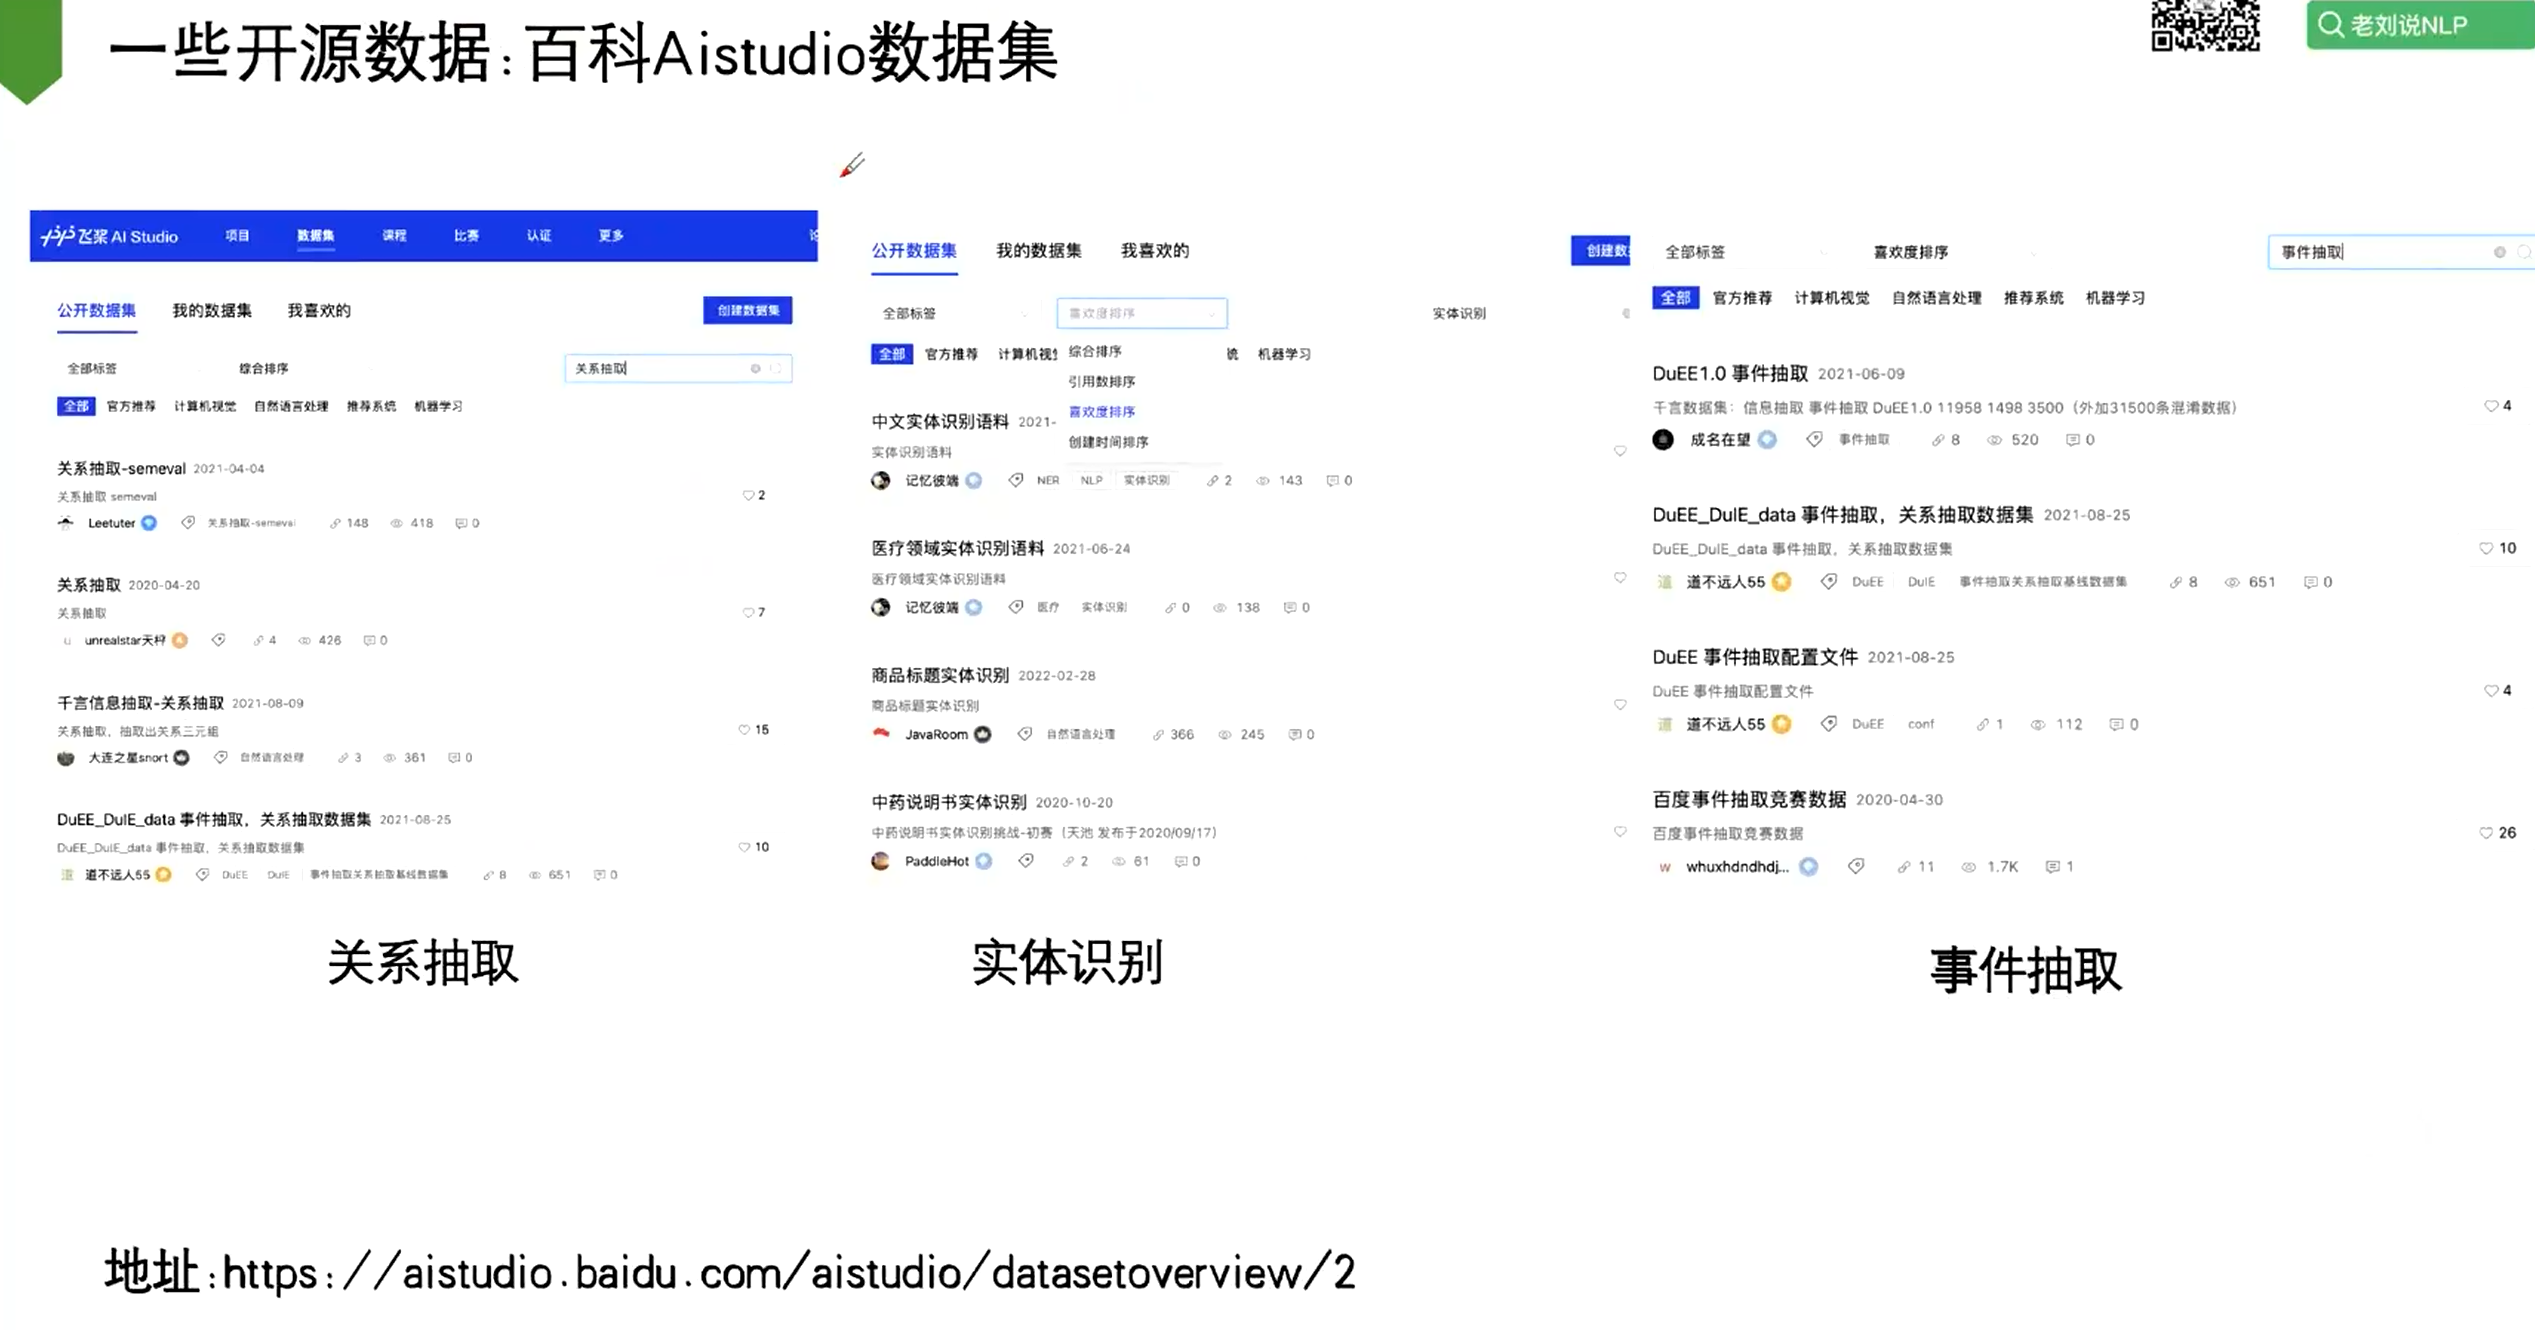 一些开源数据:百科Aistudio数据集
老刘说NLP
飞桨 AI Studio 项目 数据集 课程 比赛 认证 更多
公开数据集 我的数据集 我喜欢的 创建数据集
全部标签 综合排序 关系抽取
全部 官方推荐 计算机视觉 自然语言处理 推荐系统 机器学习
关系抽取-semeval 2021-04-04
关系抽取 semeval
2
Leetuter 关系抽取-semeval 148 418 0
关系抽取 2020-04-20
关系抽取
7
unrealstar天枰 4 426 0
千言信息抽取-关系抽取 2021-08-09
关系抽取，抽取出关系三元组
15
大连之星snort 自然语言处理 3 361 0
DuEE_DuIE_data 事件抽取，关系抽取数据集 2021-08-25
DuEE_DuIE_data 事件抽取，关系抽取数据集
10
道不远人55 DuEE DuIE 事件抽取关系抽取基线数据集 8 651 0
关系抽取
公开数据集 我的数据集 我喜欢的 创建数
全部标签 喜欢度排序 实体识别
全部 官方推荐 计算机视 统 机器学习
综合排序
引用数排序
喜欢度排序
创建时间排序
中文实体识别语料 2021-
实体识别语料
记忆彼端 NER NLP 实体识别 2 143 0
医疗领域实体识别语料 2021-06-24
医疗领域实体识别语料
记忆彼端 医疗 实体识别 0 138 0
商品标题实体识别 2022-02-28
商品标题实体识别
JavaRoom 自然语言处理 366 245 0
中药说明书实体识别 2020-10-20
中药说明书实体识别挑战-初赛（天池 发布于2020/09/17）
PaddleHot 2 61 0
实体识别
全部标签 喜欢度排序 事件抽取
全部 官方推荐 计算机视觉 自然语言处理 推荐系统 机器学习
DuEE1.0 事件抽取 2021-06-09
千言数据集：信息抽取 事件抽取 DuEE1.0 11958 1498 3500（外加31500条混淆数据）
4
成名在望 事件抽取 8 520 0
DuEE_DuIE_data 事件抽取，关系抽取数据集 2021-08-25
DuEE_DuIE_data 事件抽取，关系抽取数据集
10
道不远人55 DuEE DuIE 事件抽取关系抽取基线数据集 8 651 0
DuEE 事件抽取配置文件 2021-08-25
DuEE 事件抽取配置文件
4
道不远人55 DuEE conf 1 112 0
百度事件抽取竞赛数据 2020-04-30
百度事件抽取竞赛数据
26
whuxhdndhdj... 11 1.7K 1
事件抽取
地址:https://aistudio.baidu.com/aistudio/datasetoverview/2